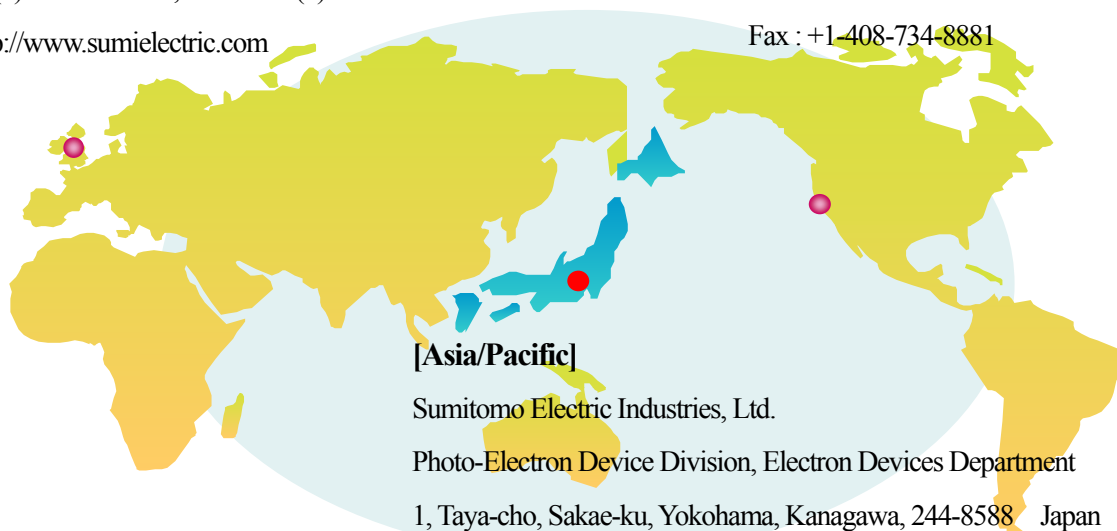 ://www.sumielectric.com
Fax : +1-408-734-8881
[Asia/Pacific]
Sumitomo Electric Industries, Ltd.
Photo-Electron Device Division, Electron Devices Department
1, Taya-cho, Sakae-ku, Yokohama, Kanagawa, 244-8588 Japan